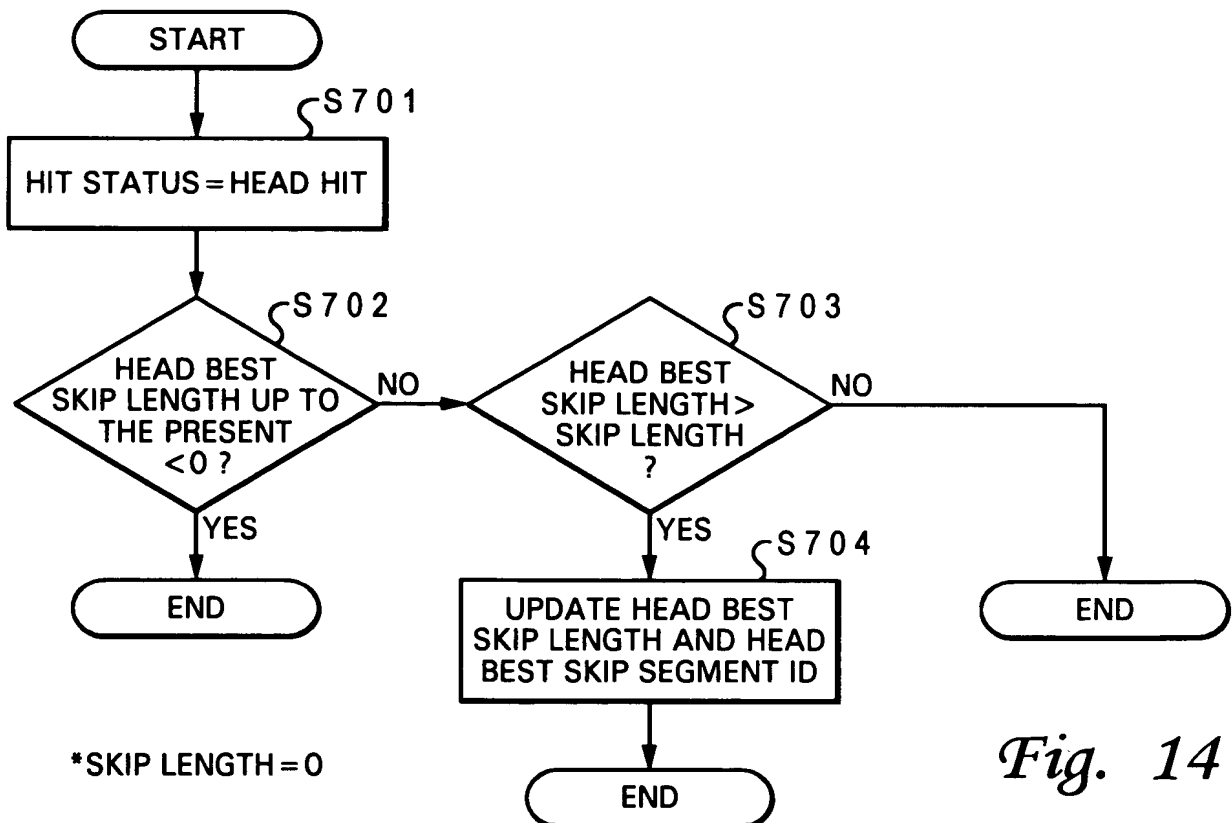 START
S701
HIT STATUS=HEAD HIT
S702
HEAD BEST
SKIP LENGTH UP TO
THE PRESENT
<0 ?
NO
YES
END
S703
HEAD BEST
SKIP LENGTH>
SKIP LENGTH
?
NO
YES
END
S704
UPDATE HEAD BEST
SKIP LENGTH AND HEAD
BEST SKIP SEGMENT ID
END
*SKIP LENGTH=0
Fig. 14